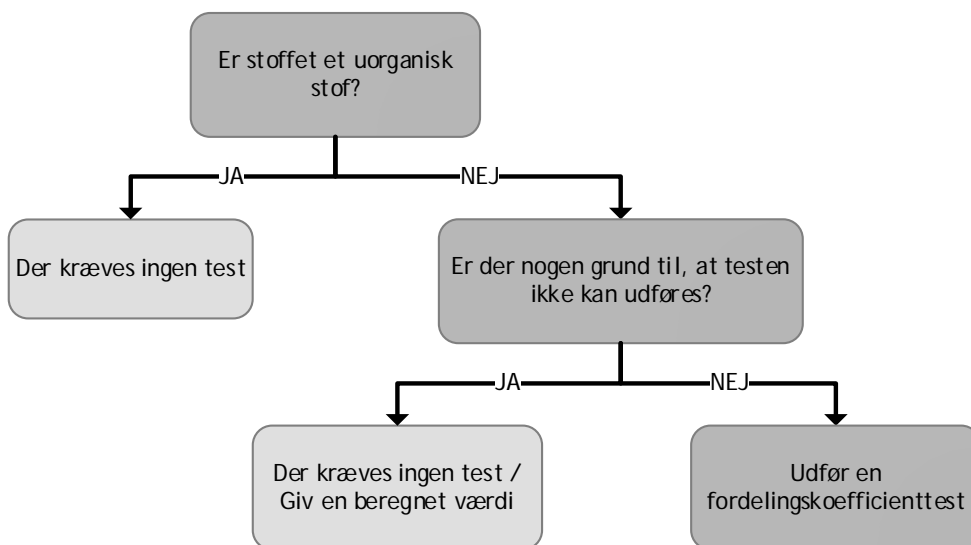 Er stoffet et uorganisk
stof?
JA
NEJ
Der kræves ingen test
Er der nogen grund til, at testen
ikke kan udføres?
JA
NEJ
Der kræves ingen test /
Giv en beregnet værdi
Udfør en
fordelingskoefficienttest